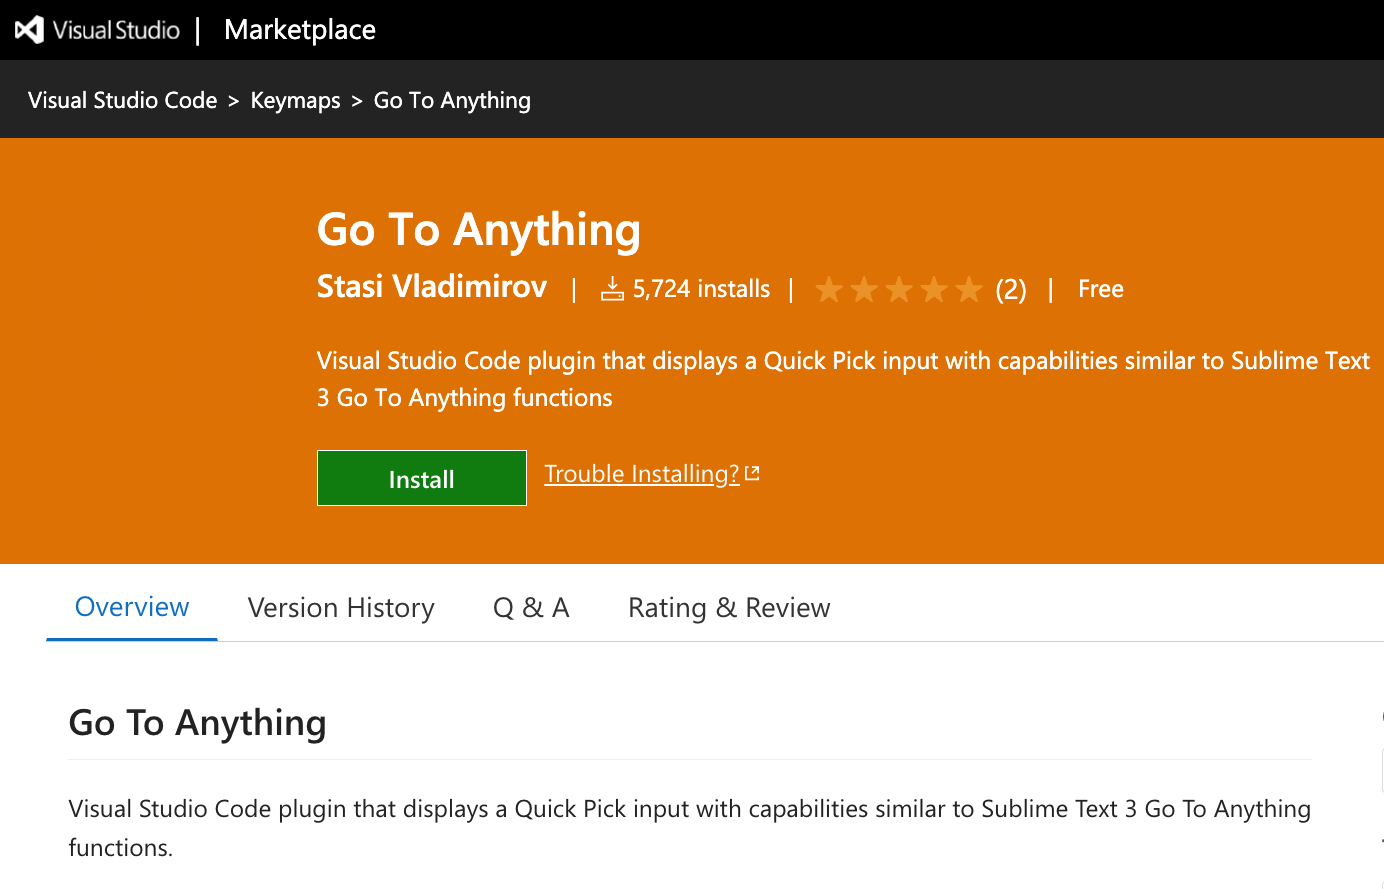 Visual Studio | Marketplace
Visual Studio Code > Keymaps > Go To Anything
Go To Anything
Stasi Vladimirov | 5,724 installs | (2) | Free
Visual Studio Code plugin that displays a Quick Pick input with capabilities similar to Sublime Text
3 Go To Anything functions
Install Trouble Installing?
Overview Version History Q & A Rating & Review
Go To Anything
Visual Studio Code plugin that displays a Quick Pick input with capabilities similar to Sublime Text 3 Go To Anything
functions.